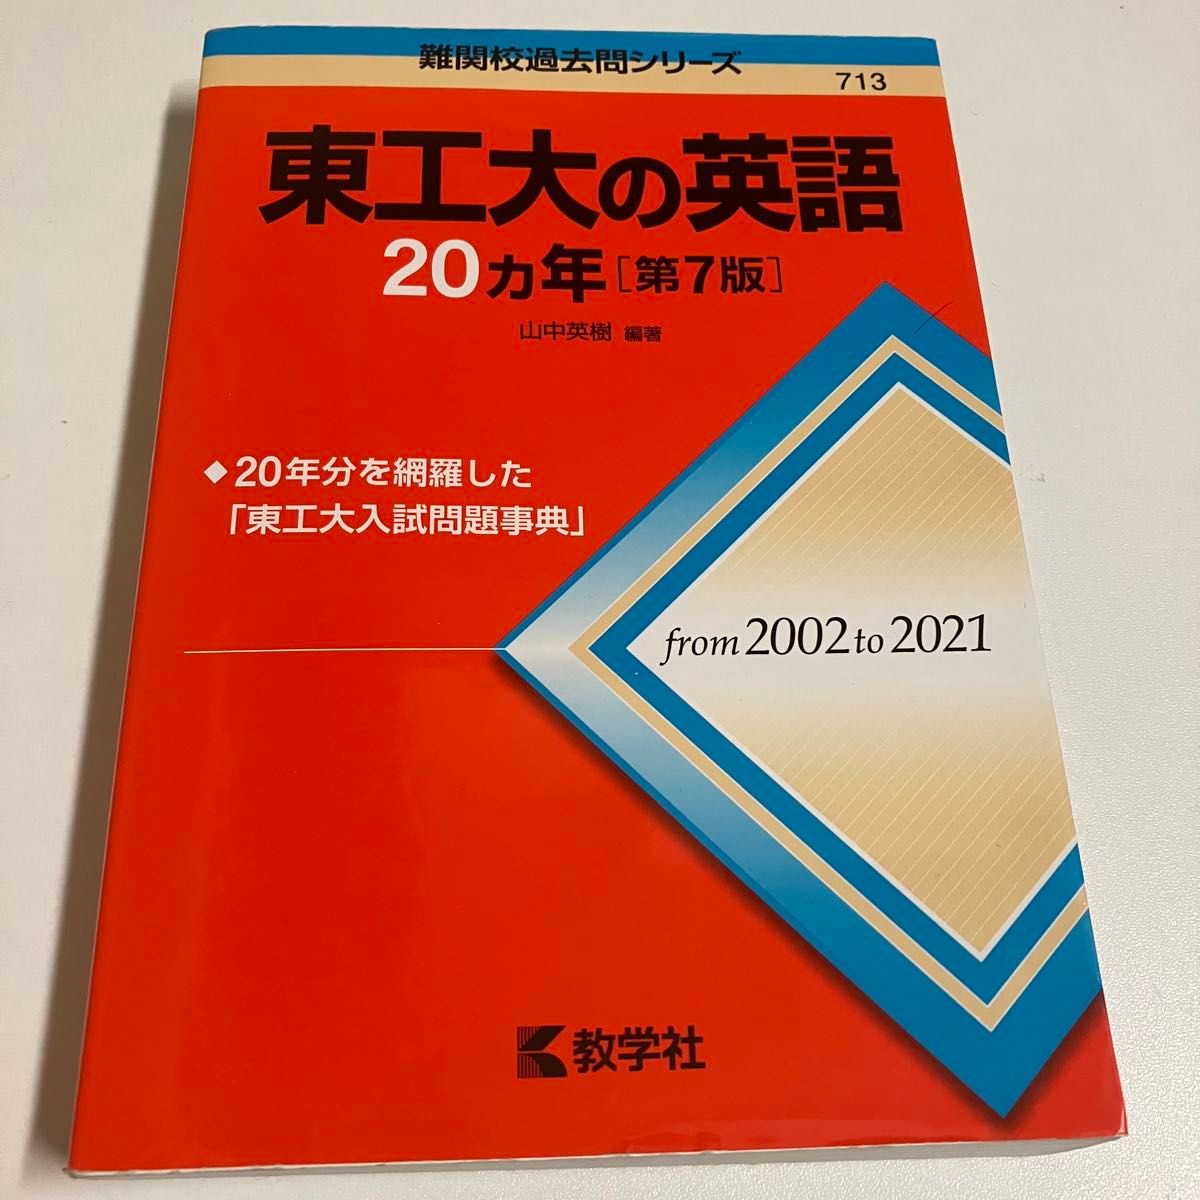 難関校過去問シリーズ
713
東工大の英語
20ヵ年[第7版]
山中英樹 編著
◆20年分を網羅した
「東工大入試問題事典」
from 2002 to 2021
教学社